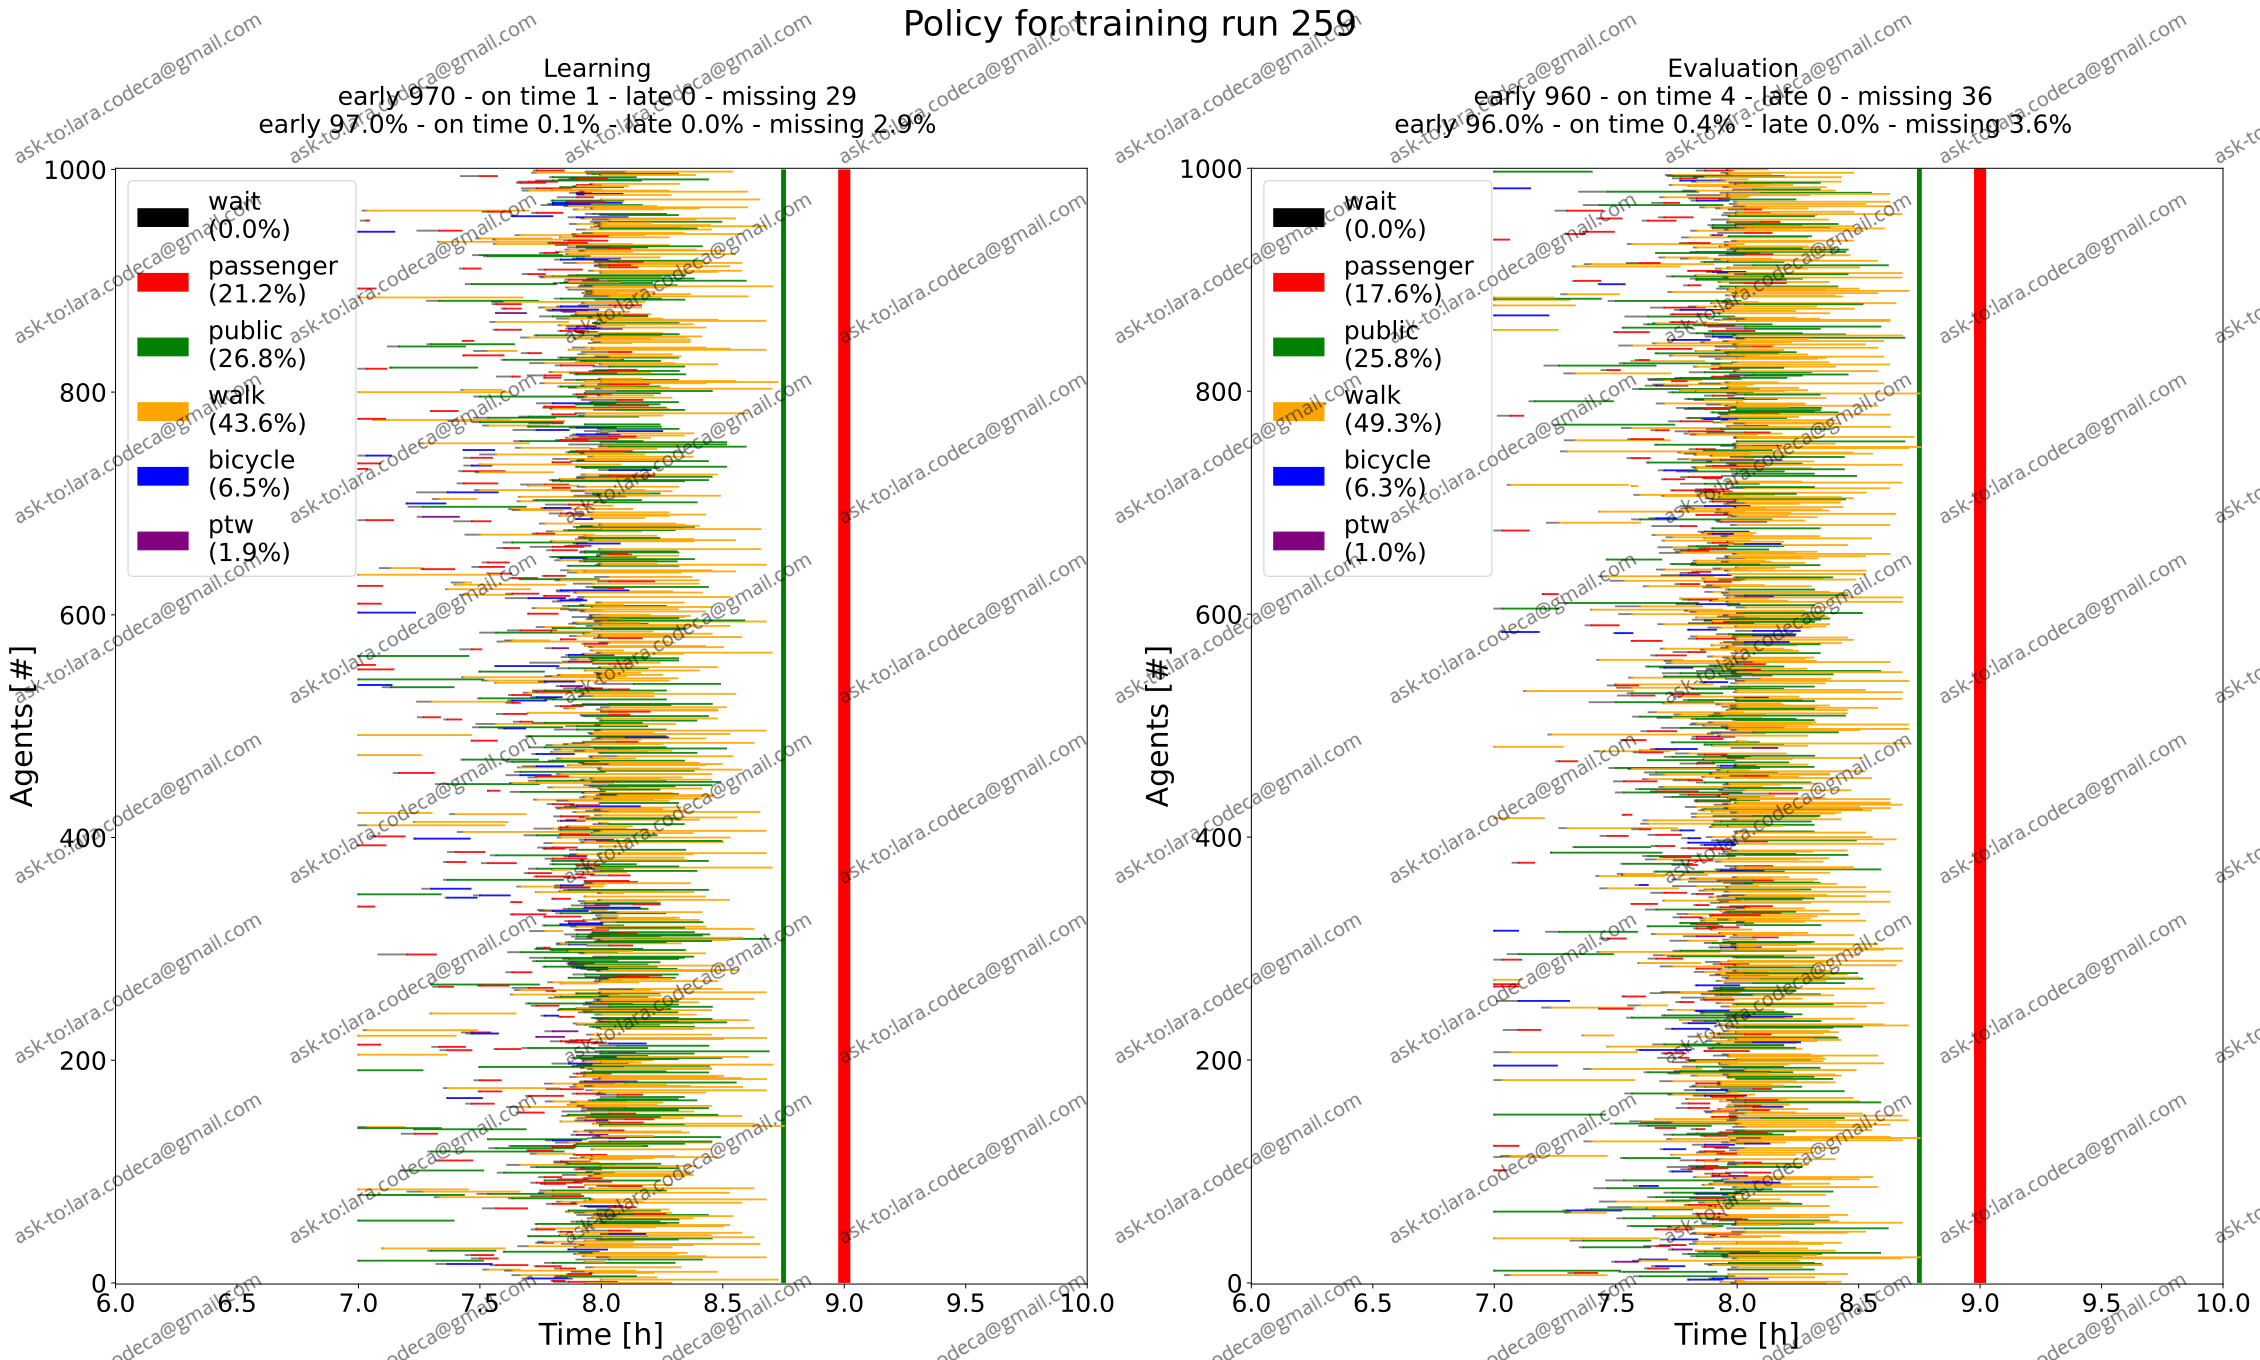 Policy for training run 259
Learning
early 970 - on time 1 - late 0 - missing 29
early 97.0% - on time 0.1% - late 0.0% - missing 2.9%
1000
800
600
400
200
0
Agents [#]
wait
(0.0%)
passenger
(21.2%)
public
(26.8%)
walk
(43.6%)
bicycle
(6.5%)
ptw
(1.9%)
6.0 6.5 7.0 7.5 8.0 8.5 9.0 9.5 10.0
Time [h]
Evaluation
early 960 - on time 4 - late 0 - missing 36
early 96.0% - on time 0.4% - late 0.0% - missing 3.6%
1000
800
600
400
200
0
Agents [#]
wait
(0.0%)
passenger
(17.6%)
public
(25.8%)
walk
(49.3%)
bicycle
(6.3%)
ptw
(1.0%)
6.0 6.5 7.0 7.5 8.0 8.5 9.0 9.5 10.0
Time [h]
ask-to:lara.codeca@gmail.com